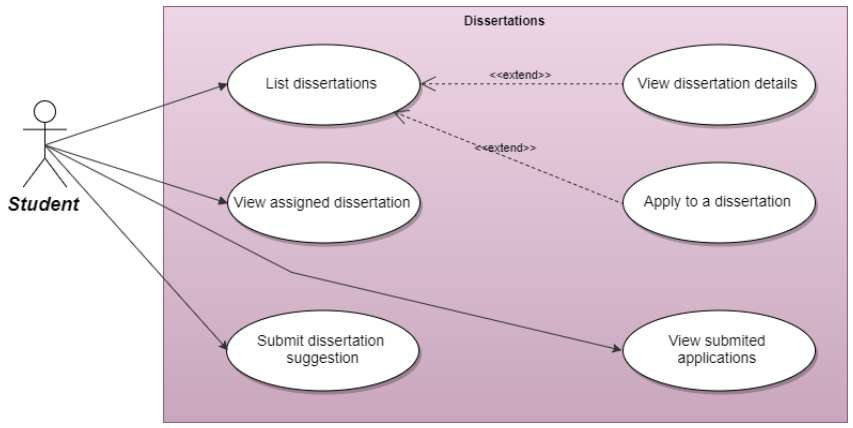 Dissertations
List dissertations
<<extend>>
View dissertation details
<<extend>>
Student
View assigned dissertation
Apply to a dissertation
Submit dissertation
suggestion
View submited
applications